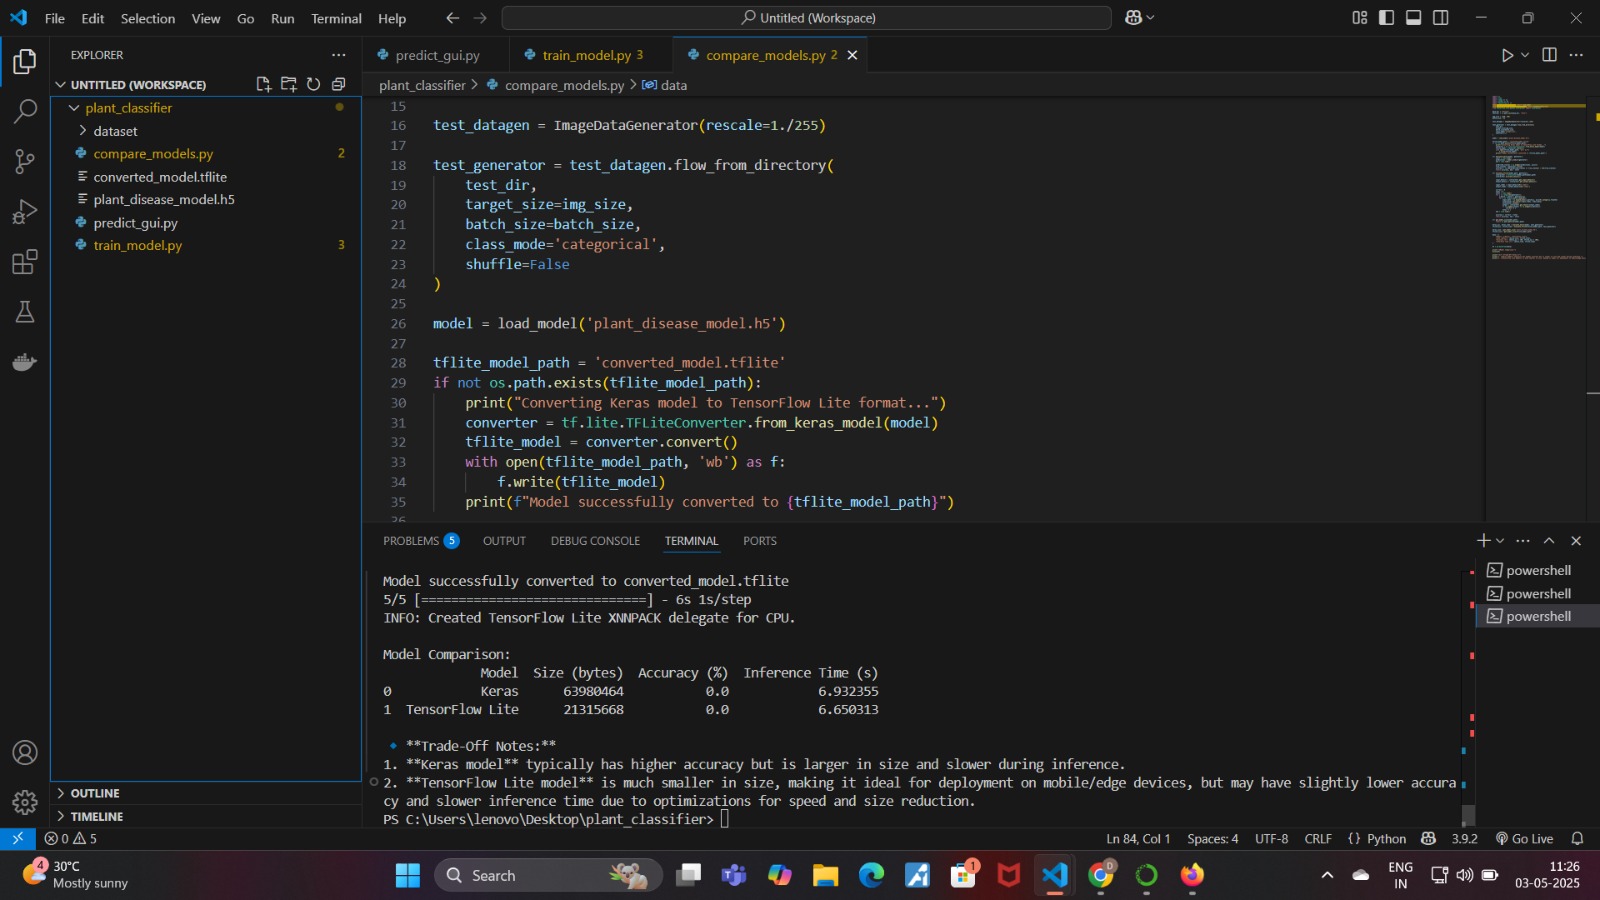 File Edit Selection View Go Run Terminal Help
Untitled (Workspace)
EXPLORER
UNTITLED (WORKSPACE)
plant_classifier
dataset
compare_models.py 2
converted_model.tflite
plant_disease_model.h5
predict_gui.py
train_model.py 3
OUTLINE
TIMELINE
predict_gui.py train_model.py 3 compare_models.py 2
plant_classifier > compare_models.py > data
15
16 test_datagen = ImageDataGenerator(rescale=1./255)
17
18 test_generator = test_datagen.flow_from_directory(
19 test_dir,
20 target_size=img_size,
21 batch_size=batch_size,
22 class_mode='categorical',
23 shuffle=False
24 )
25
26 model = load_model('plant_disease_model.h5')
27
28 tflite_model_path = 'converted_model.tflite'
29 if not os.path.exists(tflite_model_path):
30 print("Converting Keras model to TensorFlow Lite format...")
31 converter = tf.lite.TFLiteConverter.from_keras_model(model)
32 tflite_model = converter.convert()
33 with open(tflite_model_path, 'wb') as f:
34 f.write(tflite_model)
35 print(f"Model successfully converted to {tflite_model_path}")
36
PROBLEMS 5 OUTPUT DEBUG CONSOLE TERMINAL PORTS
Model successfully converted to converted_model.tflite
5/5 [==============================] - 6s 1s/step
INFO: Created TensorFlow Lite XNNPACK delegate for CPU.
Model Comparison:
Model Size (bytes) Accuracy (%) Inference Time (s)
0 Keras 63980464 0.0 6.932355
1 TensorFlow Lite 21315668 0.0 6.650313
**Trade-Off Notes:**
1. **Keras model** typically has higher accuracy but is larger in size and slower during inference.
2. **TensorFlow Lite model** is much smaller in size, making it ideal for deployment on mobile/edge devices, but may have slightly lower accura
cy and slower inference time due to optimizations for speed and size reduction.
PS C:\Users\lenovo\Desktop\plant_classifier>
powershell
powershell
powershell
0 5 Ln 84, Col 1 Spaces: 4 UTF-8 CRLF {} Python 3.9.2 Go Live
4 30°C
Mostly sunny
Search
1
D
ENG
IN
11:26
03-05-2025